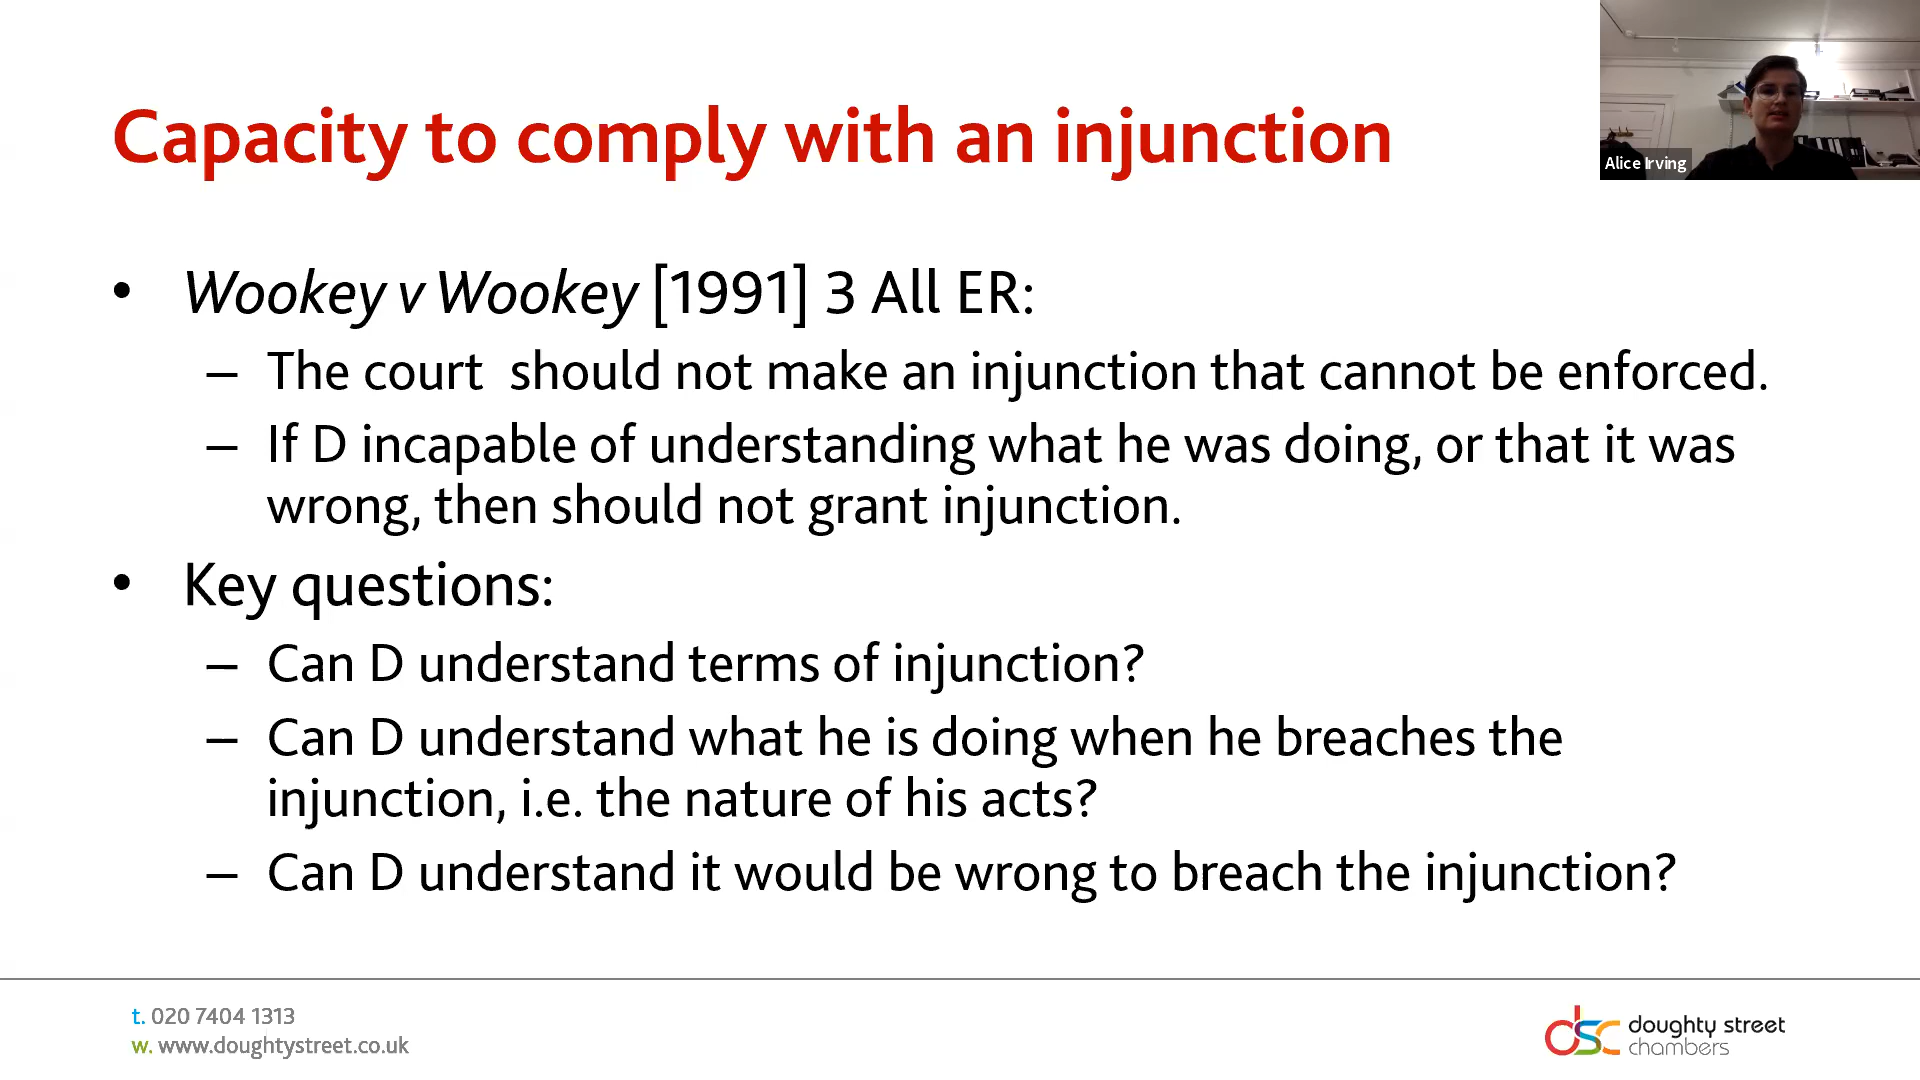 Capacity to comply with an injunction
Alice Irving
• Wookey v Wookey [1991] 3 All ER:
– The court  should not make an injunction that cannot be enforced.
– If D incapable of understanding what he was doing, or that it was
wrong, then should not grant injunction.
• Key questions:
– Can D understand terms of injunction?
– Can D understand what he is doing when he breaches the
injunction, i.e. the nature of his acts?
– Can D understand it would be wrong to breach the injunction?
t. 020 7404 1313
w. www.doughtystreet.co.uk
dsc doughty street
chambers